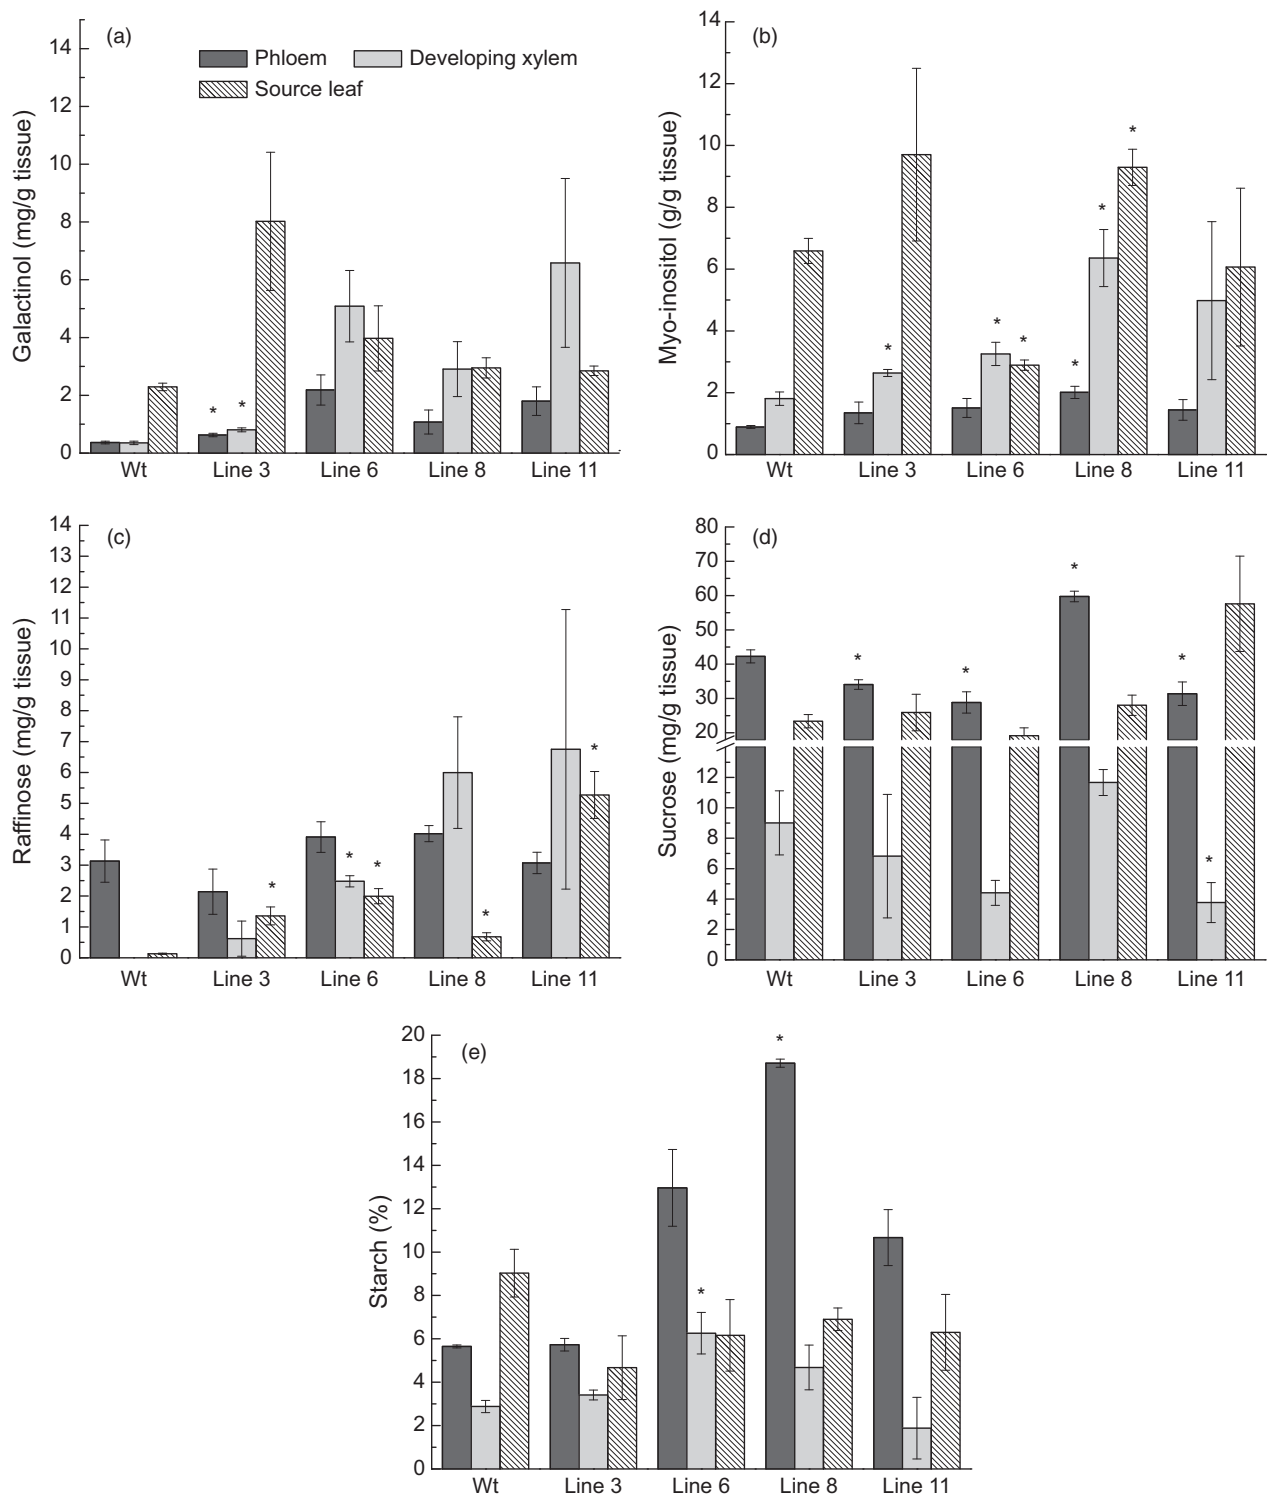 (a)
Phloem
Developing xylem
Source leaf
Galactinol (mg/g tissue)
14
12
10
8
6
4
2
0
* *
Wt Line 3 Line 6 Line 8 Line 11
(b)
Myo-inositol (g/g tissue)
14
12
10
8
6
4
2
0
* * * * * *
Wt Line 3 Line 6 Line 8 Line 11
(c)
Raffinose (mg/g tissue)
14
13
12
11
10
9
8
7
6
5
4
3
2
1
0
* * * * *
Wt Line 3 Line 6 Line 8 Line 11
(d)
Sucrose (mg/g tissue)
80
70
60
50
40
30
20
12
10
8
6
4
2
0
* * * * *
Wt Line 3 Line 6 Line 8 Line 11
(e)
Starch (%)
20
18
16
14
12
10
8
6
4
2
0
* *
Wt Line 3 Line 6 Line 8 Line 11